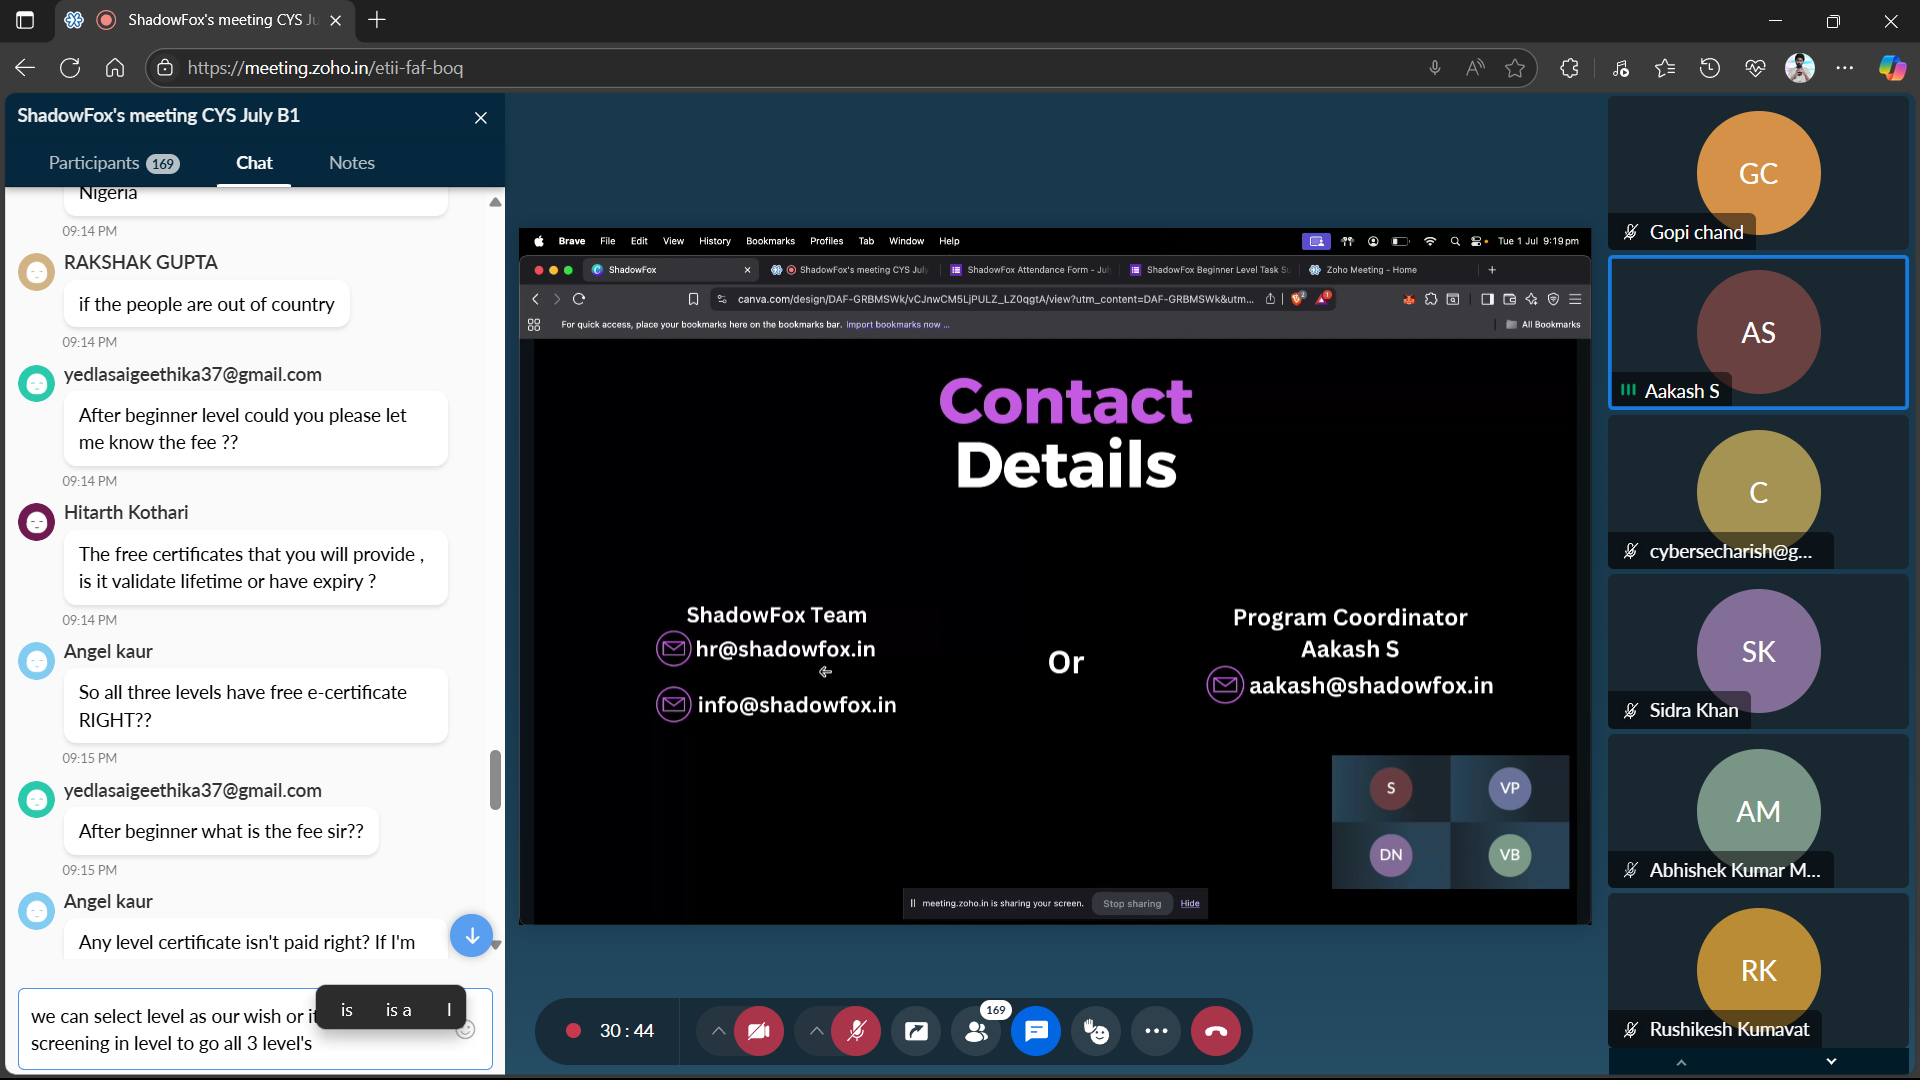 ShadowFox's meeting CYS Ju
https://meeting.zoho.in/etii-faf-boq
ShadowFox's meeting CYS July B1
Participants 169
Chat
Notes
Nigeria
09:14 PM
RAKSHAK GUPTA
if the people are out of country
09:14 PM
yedlasaigeethika37@gmail.com
After beginner level could you please let
me know the fee ??
09:14 PM
Hitarth Kothari
The free certificates that you will provide ,
is it validate lifetime or have expiry ?
09:14 PM
Angel kaur
So all three levels have free e-certificate
RIGHT??
09:15 PM
yedlasaigeethika37@gmail.com
After beginner what is the fee sir??
09:15 PM
Angel kaur
Any level certificate isn't paid right? If I'm
is is a I
we can select level as our wish or
screening in level to go all 3 level's
Brave File Edit View History Bookmarks Profiles Tab Window Help
Tue 1 Jul 9:19 pm
ShadowFox
ShadowFox's meeting CYS July
ShadowFox Attendance Form - Jul
ShadowFox Beginner Level Task Su
Zoho Meeting - Home
canva.com/design/DAF-GRBMSWk/vCJnwCM5LjPULZ_LZ0qgtA/view?utm_content=DAF-GRBMSWk&utm...
For quick access, place your bookmarks here on the bookmarks bar. Import bookmarks now ...
All Bookmarks
Contact
Details
ShadowFox Team
hr@shadowfox.in
info@shadowfox.in
Or
Program Coordinator
Aakash S
aakash@shadowfox.in
S
VP
DN
VB
meeting.zoho.in is sharing your screen. Stop sharing Hide
30 : 44
169
GC
Gopi chand
AS
Aakash S
C
cybersecharish@g...
SK
Sidra Khan
AM
Abhishek Kumar M...
RK
Rushikesh Kumavat